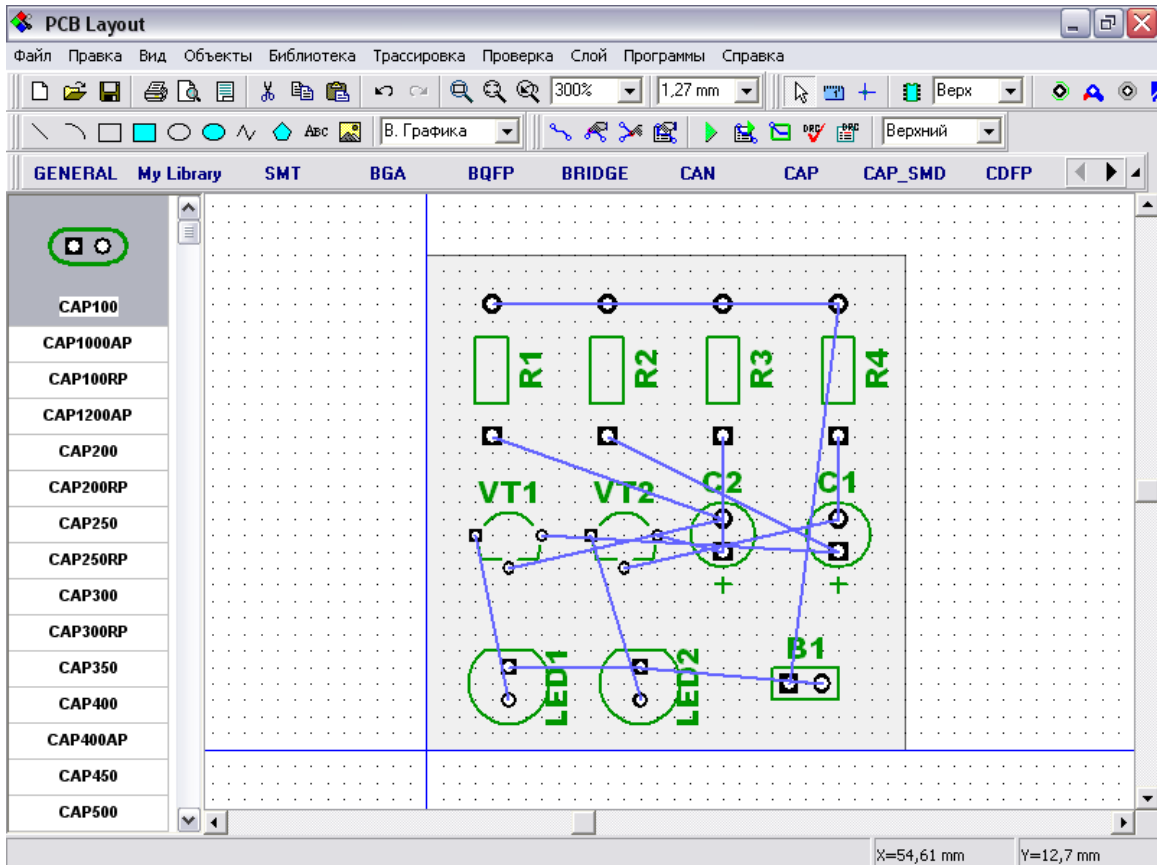 PCB Layout
Файл Правка Вид Объекты Библиотека Трассировка Проверка Слой Программы Справка
300% 1,27 mm Верх
ABC В. Графика DRC DRC Верхний
GENERAL My Library SMT BGA BQFP BRIDGE CAN CAP CAP_SMD CDFP
CAP100
CAP1000AP
CAP100RP
CAP1200AP
CAP200
CAP200RP
CAP250
CAP250RP
CAP300
CAP300RP
CAP350
CAP400
CAP400AP
CAP450
CAP500
R1 R2 R3 R4
VT1 VT2 C2 C1
+ +
LED1 LED2 B1
X=54,61 mm Y=12,7 mm